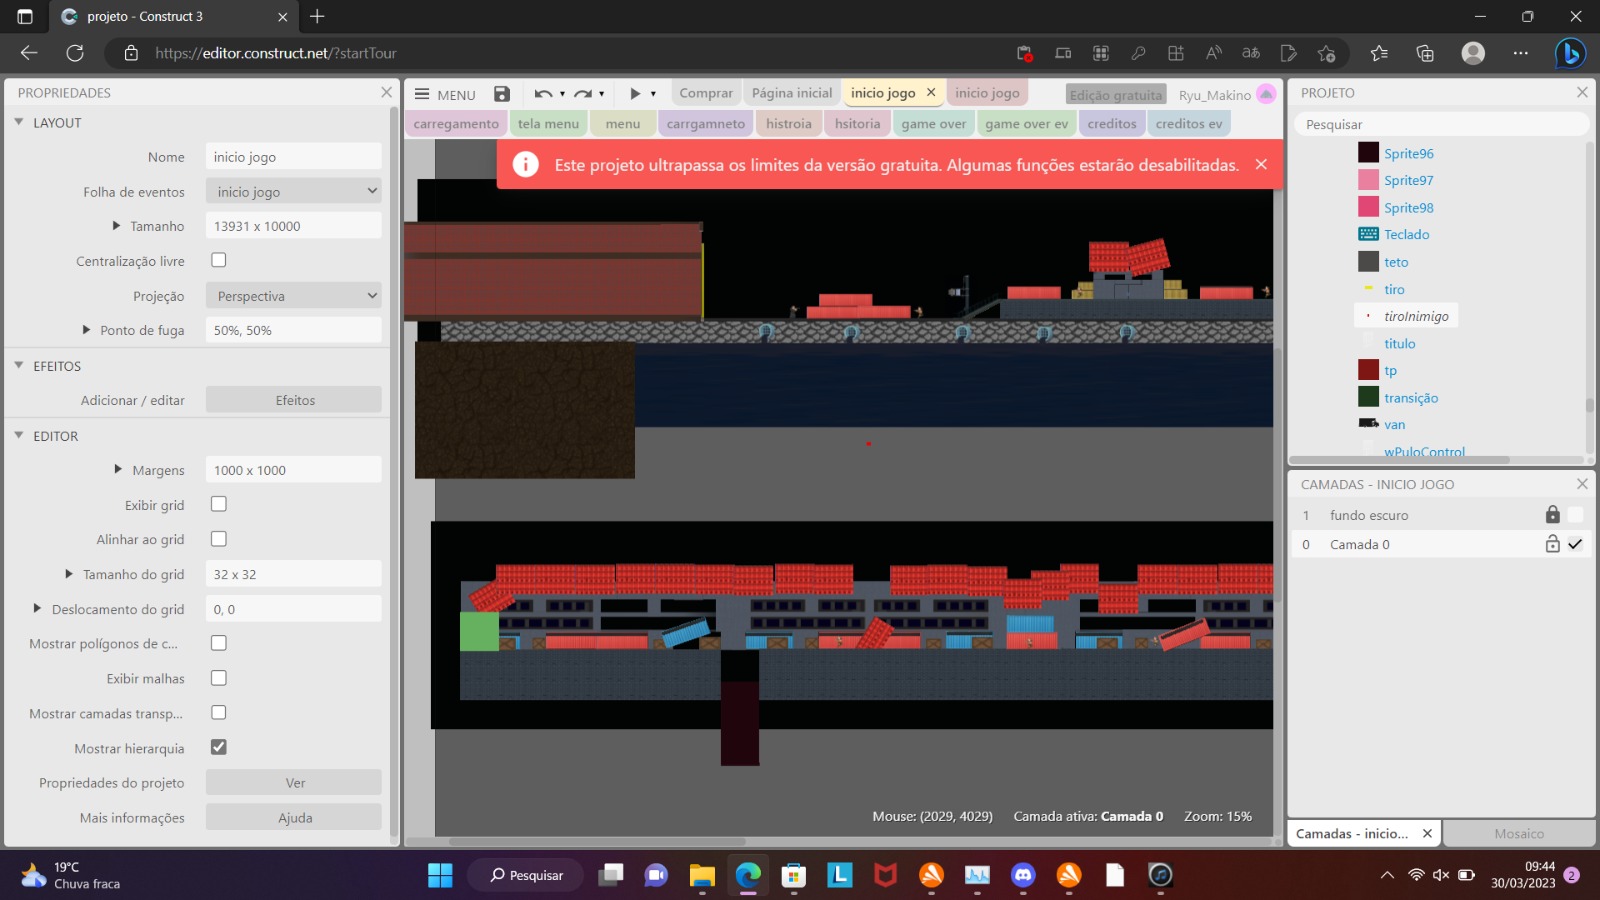 projeto - Construct 3
https://editor.construct.net/?startTour
PROPRIEDADES
LAYOUT
Nome inicio jogo
Folha de eventos inicio jogo
Tamanho 13931 x 10000
Centralização livre
Projeção Perspectiva
Ponto de fuga 50%, 50%
EFEITOS
Adicionar / editar Efeitos
EDITOR
Margens 1000 x 1000
Exibir grid
Alinhar ao grid
Tamanho do grid 32 x 32
Deslocamento do grid 0, 0
Mostrar polígonos de c...
Exibir malhas
Mostrar camadas transp...
Mostrar hierarquia
Propriedades do projeto Ver
Mais informações Ajuda
MENU Comprar Página inicial inicio jogo inicio jogo Edição gratuita Ryu_Makino
carregamento tela menu menu carrgamneto histroia hsitoria game over game over ev creditos creditos ev
Este projeto ultrapassa os limites da versão gratuita. Algumas funções estarão desabilitadas.
Mouse: (2029, 4029) Camada ativa: Camada 0 Zoom: 15%
PROJETO
Pesquisar
Sprite96
Sprite97
Sprite98
Teclado
teto
tiro
tiroInimigo
titulo
tp
transição
van
wPuloControl
CAMADAS - INICIO JOGO
1 fundo escuro
0 Camada 0
Camadas - inicio... Mosaico
19°C
Chuva fraca
Pesquisar
09:44
30/03/2023
2